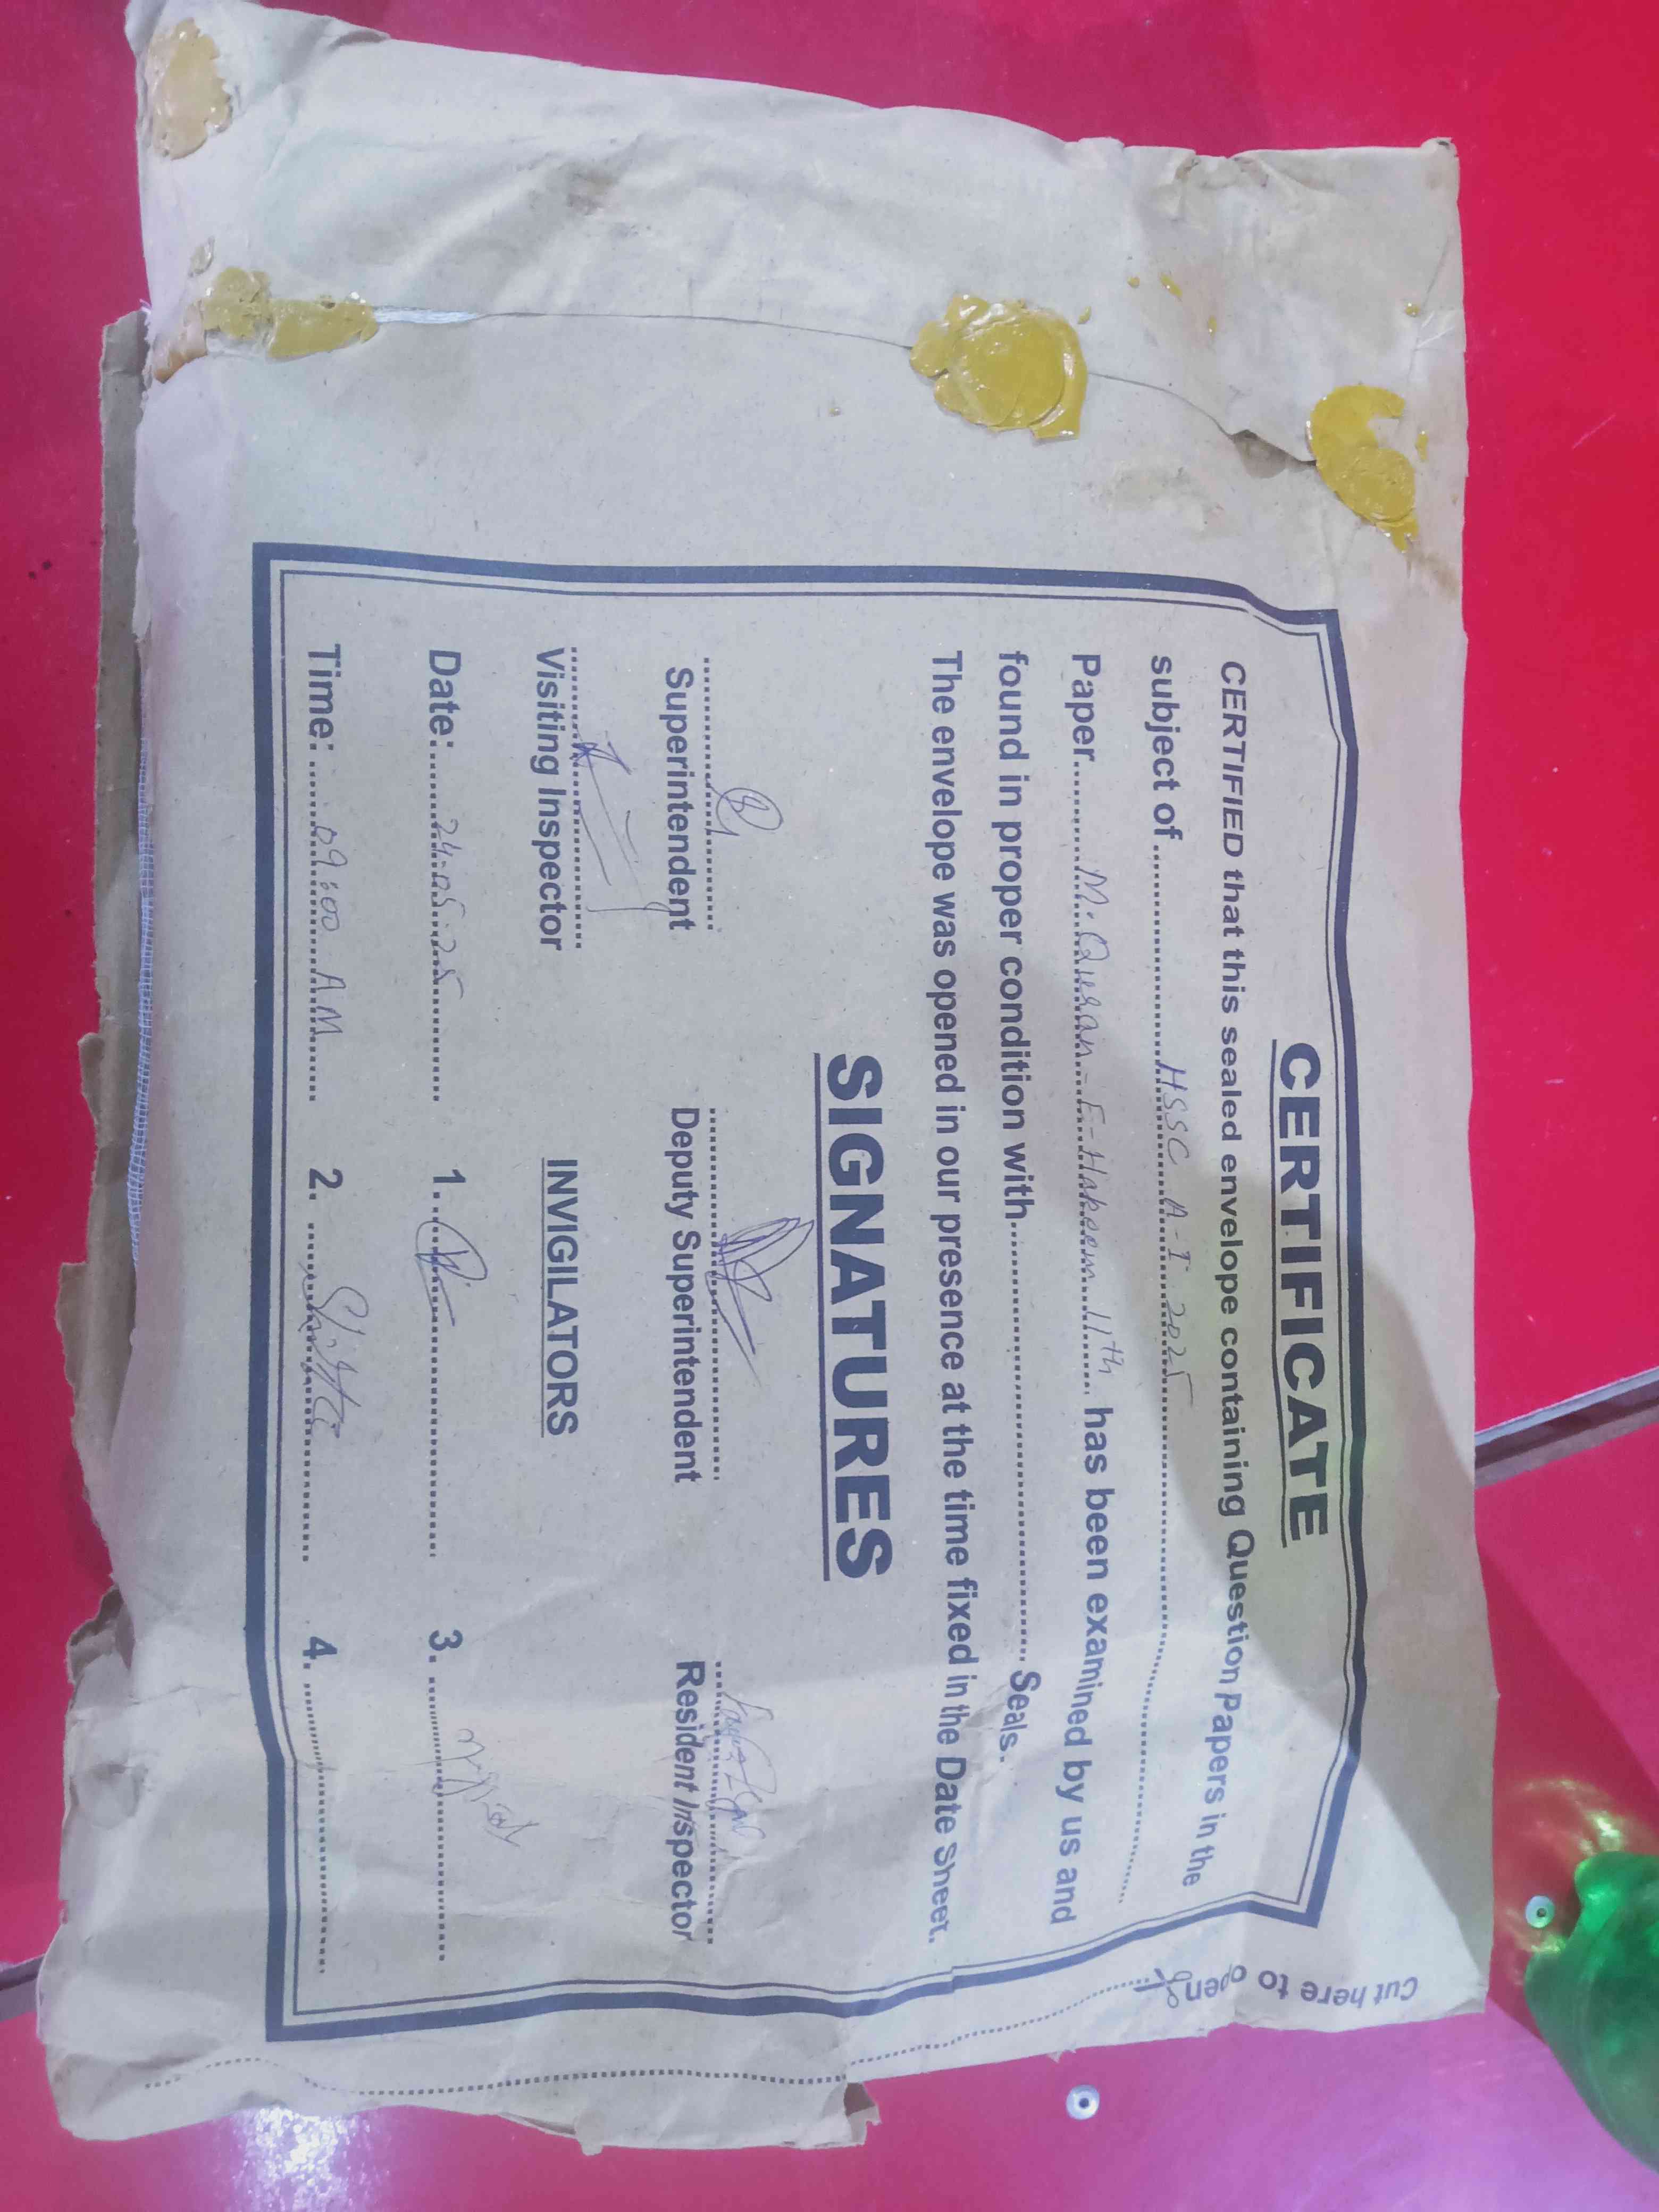 CERTIFICATE
CERTIFIED that this sealed envelope containing Question Papers in the
subject of HSSC A-I 2025
Paper M. Quran-E-Hakeem 11th has been examined by us and
found in proper condition with Seals.
The envelope was opened in our presence at the time fixed in the Date Sheet.
SIGNATURES
Superintendent Deputy Superintendent Resident Inspector
Visiting Inspector INVIGILATORS
Date: 24.05.25 1. 3.
Time: 09:00 AM 2. 4.
Cut here to open